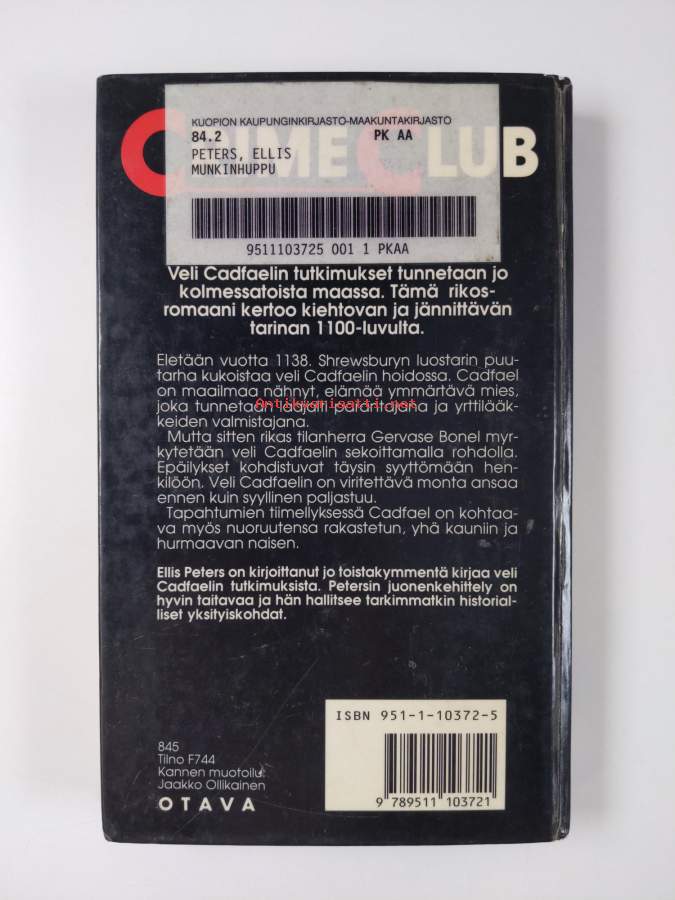 KUOPION KAUPUNGINKIRJASTO-MAAKUNTAKIRJASTO
84.2 PK AA
PETERS, ELLIS
MUNKINHUPPU
CRIME CLUB
9511103725 001 1 PKAA
Veli Cadfaelin tutkimukset tunnetaan jo
kolmessatoista maassa. Tämä rikos-
romaani kertoo kiehtovan ja jännittävän
tarinan 1100-luvulta.
Eletään vuotta 1138. Shrewsburyn luostarin puu-
tarha kukoistaa veli Cadfaelin hoidossa. Cadfael
on maailmaa nähnyt, elämää ymmärtävä mies,
joka tunnetaan laajalti parantajana ja yrttilääk-
keiden valmistajana.
Antikvariaatti.net
Mutta sitten rikas tilanherra Gervase Bonel myr-
kytetään veli Cadfaelin sekoittamalla rohdolla.
Epäilykset kohdistuvat täysin syyttömään hen-
kilöön. Veli Cadfaelin on viritettävä monta ansaa
ennen kuin syyllinen paljastuu.
Tapahtumien tiimellyksessä Cadfael on kohtaa-
va myös nuoruutensa rakastetun, yhä kauniin ja
hurmaavan naisen.
Ellis Peters on kirjoittanut jo toistakymmentä kirjaa veli
Cadfaelin tutkimuksista. Petersin juonenkehittely on
hyvin taitavaa ja hän hallitsee tarkimmatkin historial-
liset yksityiskohdat.
ISBN 951-1-10372-5
9 789511 103721
845
Tilno F744
Kannen muotoilu:
Jaakko Ollikainen
OTAVA